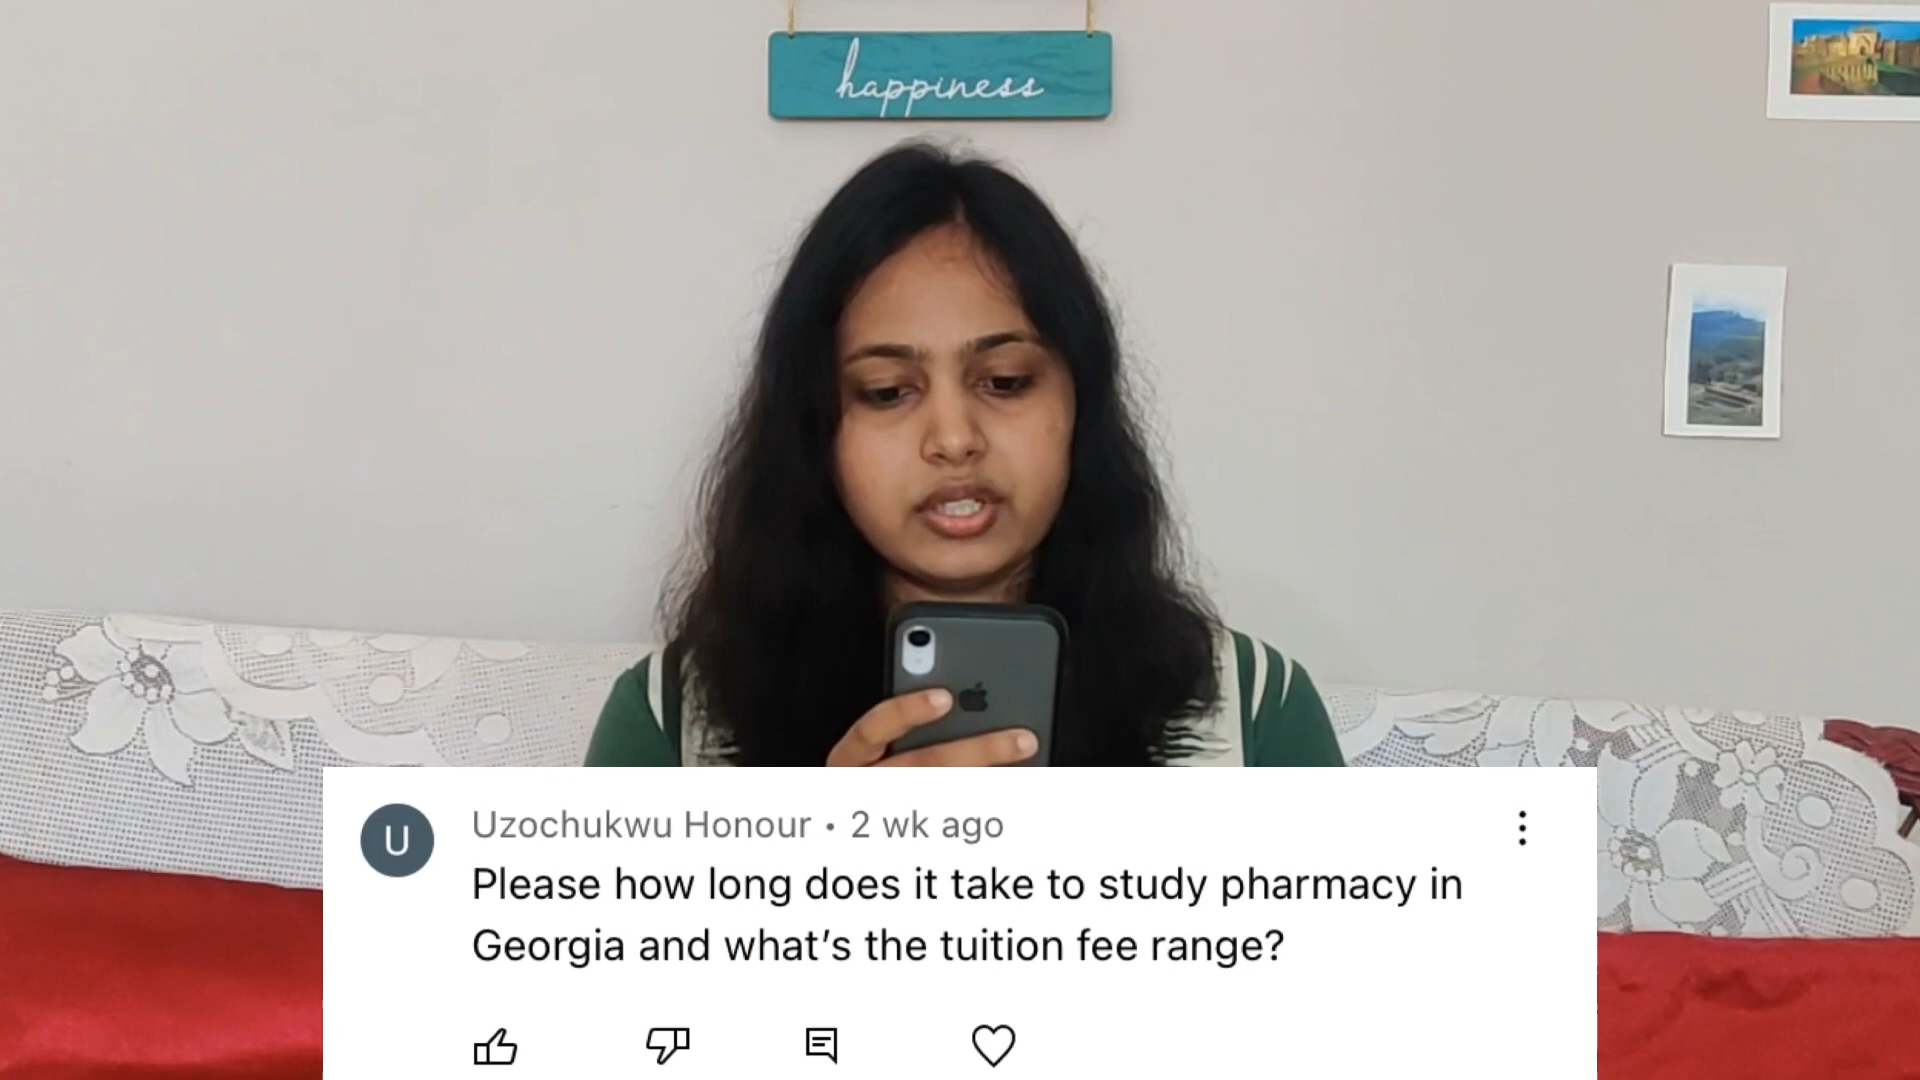 happiness
U
Uzochukwu Honour • 2 wk ago
Please how long does it take to study pharmacy in
Georgia and what's the tuition fee range?